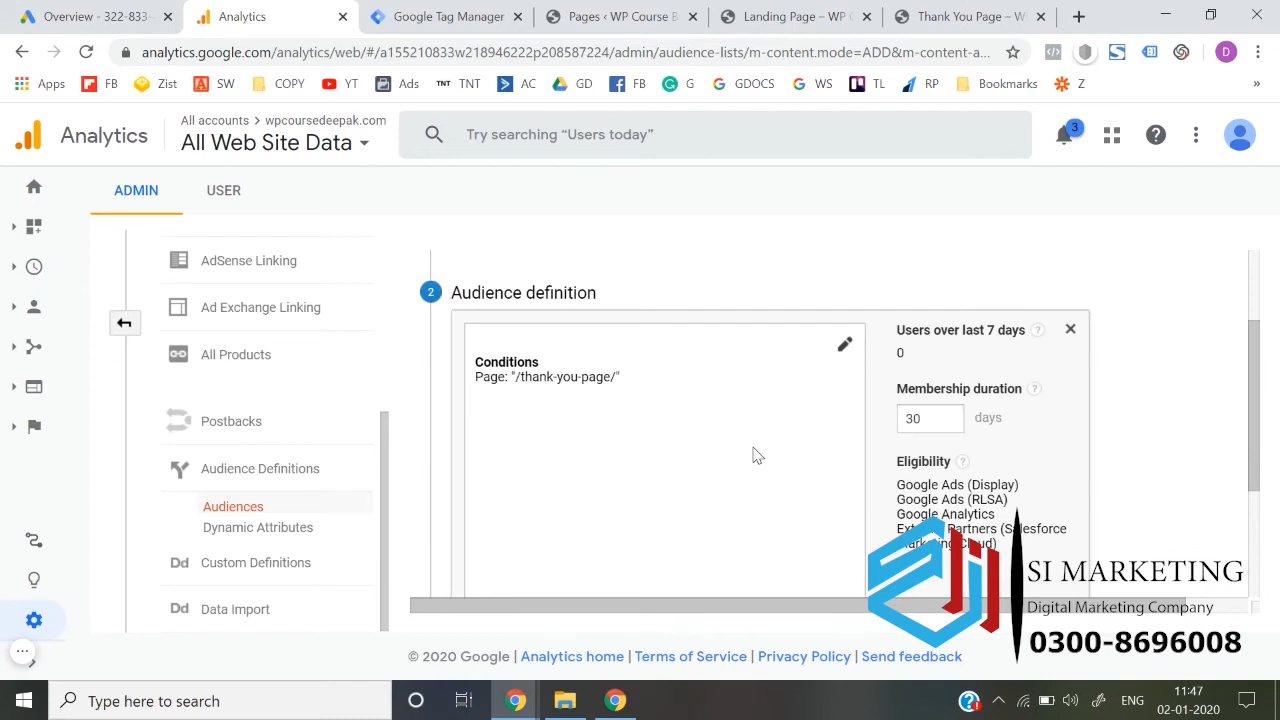 Overview - 322-833-
Analytics
Google Tag Manager
Pages ‹ WP Course B
Landing Page – WP C
Thank You Page – W
analytics.google.com/analytics/web/#/a155210833w218946222p208587224/admin/audience-lists/m-content.mode=ADD&m-content-a...
D
Apps
FB
Zist
SW
COPY
YT
Ads
TNT
TNT
AC
GD
FB
G
GDOCS
WS
TL
RP
Bookmarks
Z
»
Analytics
All accounts > wpcoursedeepak.com
All Web Site Data
Try searching “Users today”
3
ADMIN
USER
AdSense Linking
Ad Exchange Linking
All Products
Postbacks
Audience Definitions
Audiences
Dynamic Attributes
Dd Custom Definitions
Dd Data Import
2 Audience definition
Conditions
Page: "/thank-you-page/"
Users over last 7 days ?
0
Membership duration ?
30 days
Eligibility ?
Google Ads (Display)
Google Ads (RLSA)
Google Analytics
Partners (Salesforce
Cloud)
SI MARKETING
Digital Marketing Company
0300-8696008
© 2020 Google | Analytics home | Terms of Service | Privacy Policy | Send feedback
Type here to search
ENG
11:47
02-01-2020